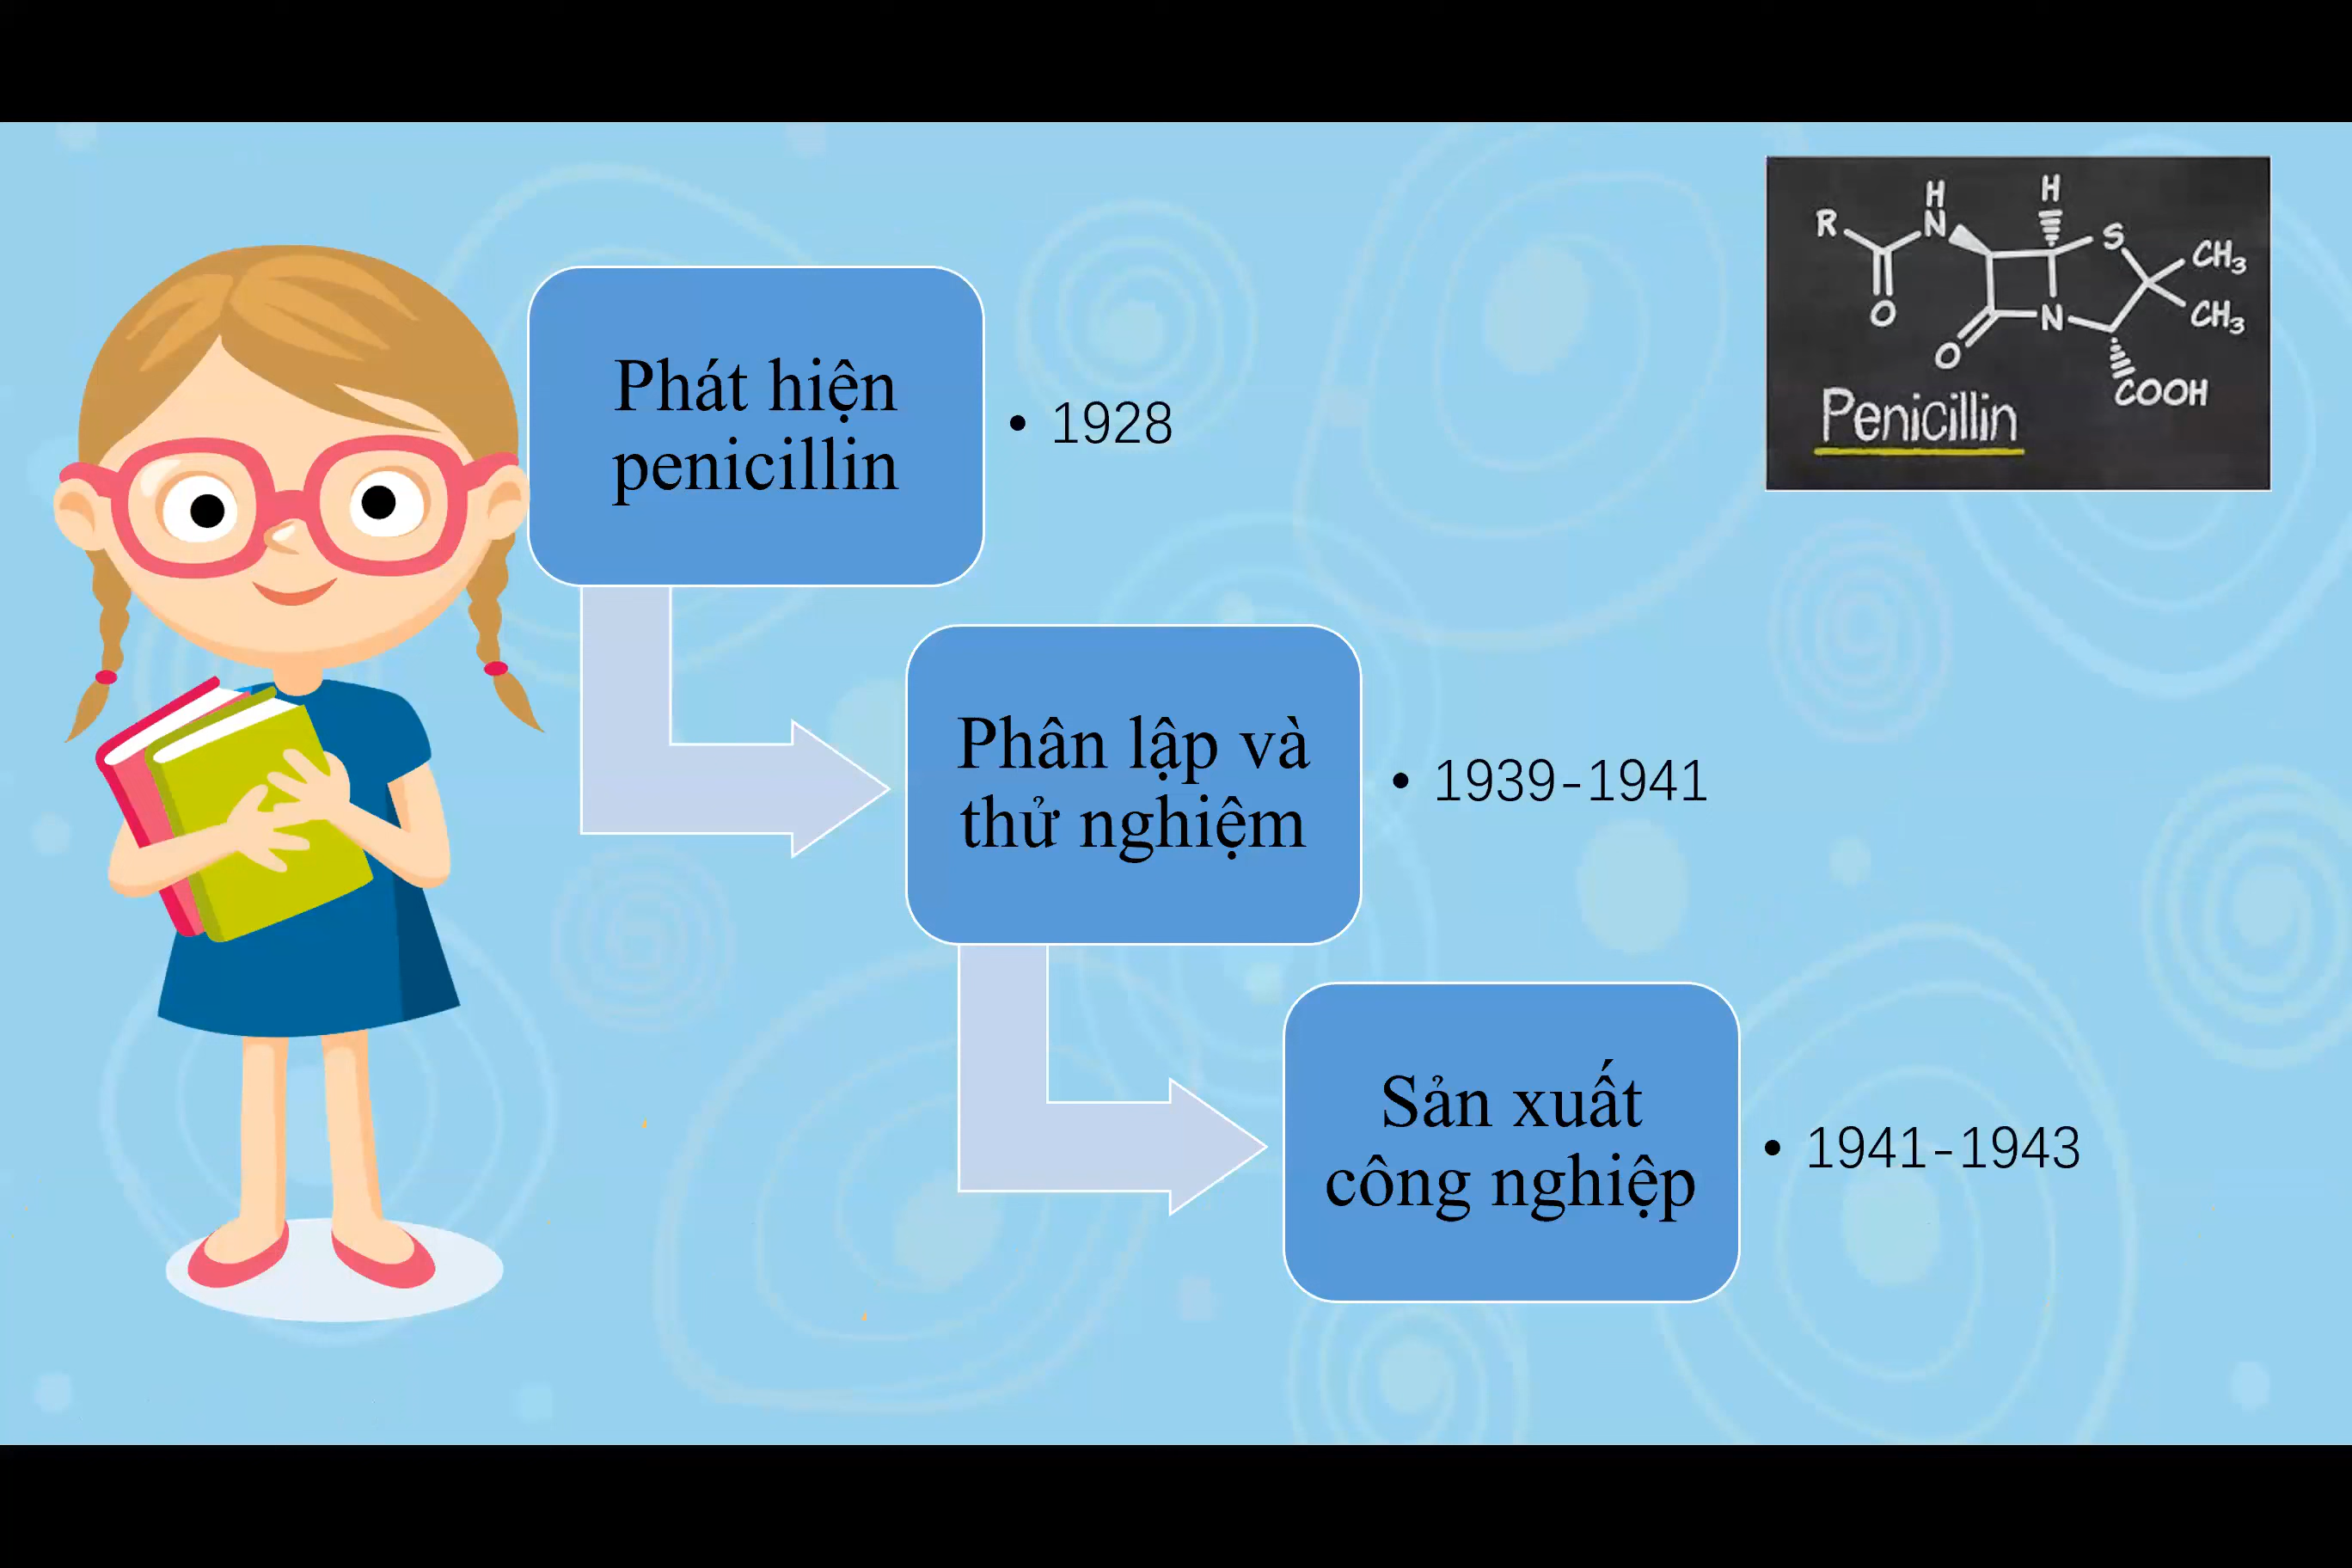 Phát hiện
penicillin
• 1928
Phân lập và
thử nghiệm
• 1939-1941
Sản xuất
công nghiệp
• 1941-1943
H
H
R
N
S
CH3
O
N
CH3
O
COOH
Penicillin